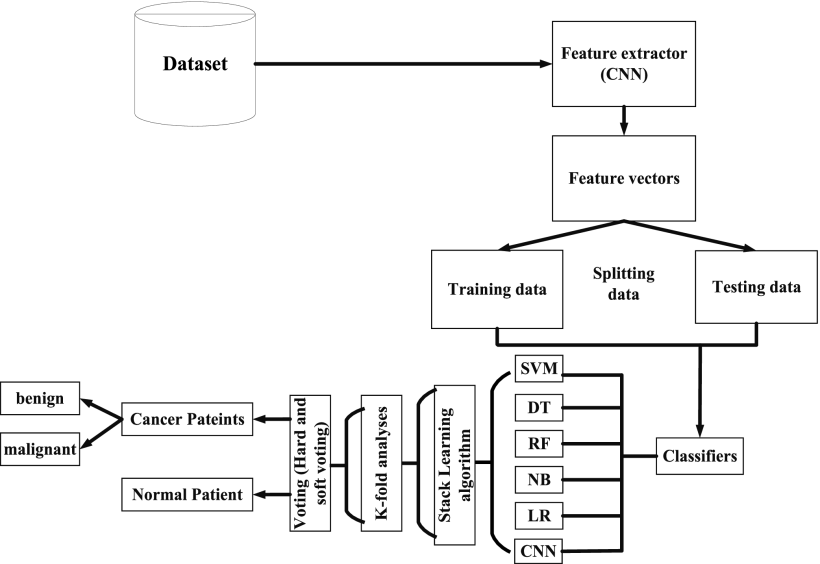 Dataset
Feature extractor
(CNN)
Feature vectors
Training data
Splitting
data
Testing data
Classifiers
SVM
DT
RF
NB
LR
CNN
Stack Learning
algorithm
K-fold analyses
Voting (Hard and
soft voting)
Cancer Pateints
Normal Patient
benign
malignant